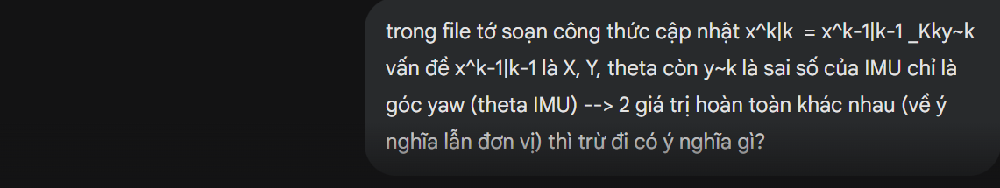 trong file tớ soạn công thức cập nhật x^k|k = x^k-1|k-1 _Kky~k
vấn đề x^k-1|k-1 là X, Y, theta còn y~k là sai số của IMU chỉ là
góc yaw (theta IMU) --> 2 giá trị hoàn toàn khác nhau (về ý
nghĩa lẫn đơn vị) thì trừ đi có ý nghĩa gì?